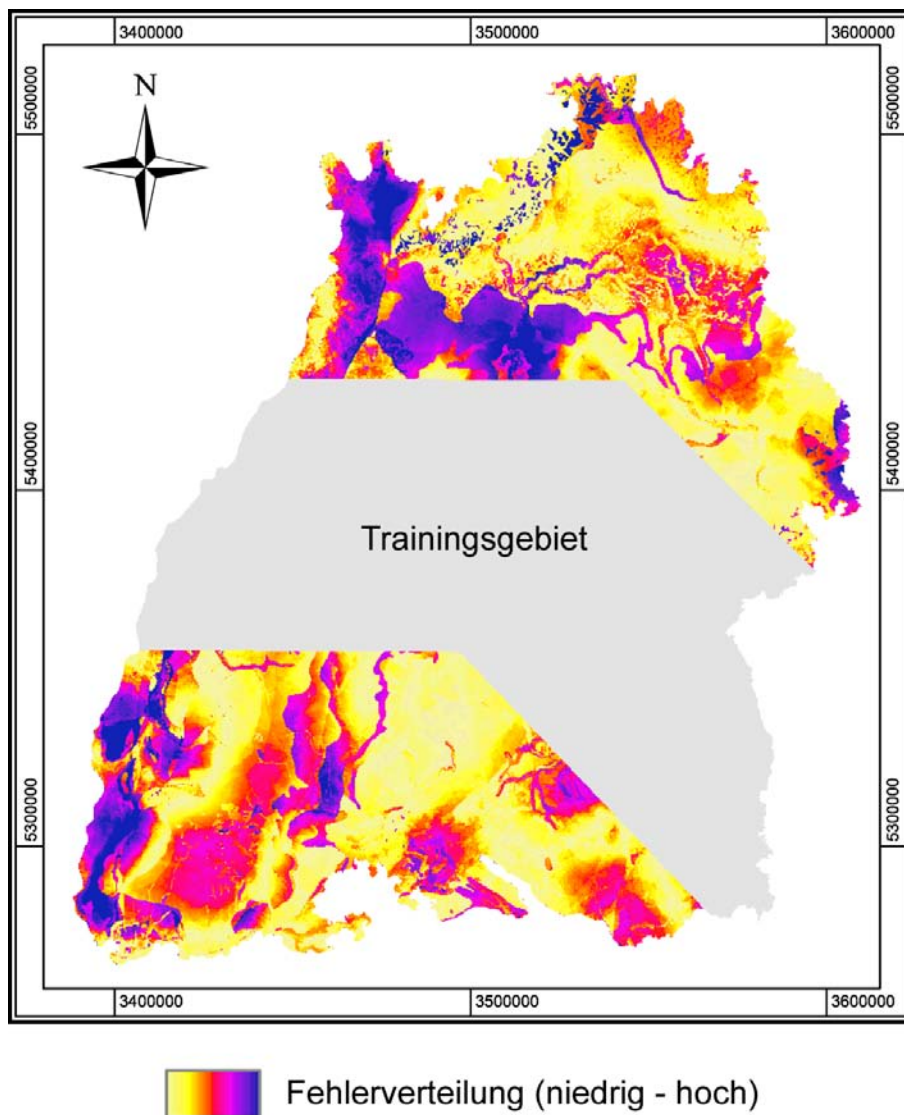 3400000 3500000 3600000
N
5500000 5500000
5400000 5400000
Trainingsgebiet
5300000 5300000
3400000 3500000 3600000
Fehlerverteilung (niedrig - hoch)